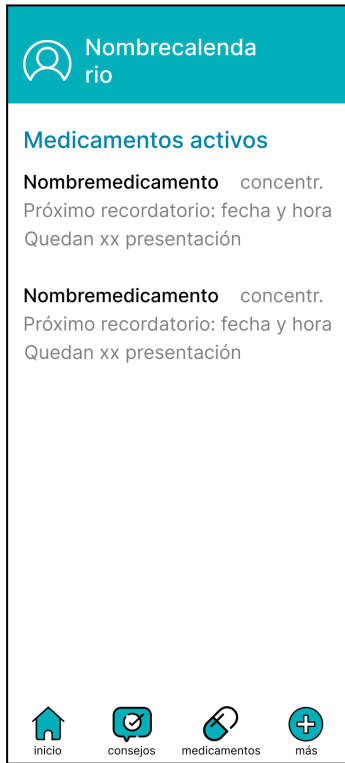 Nombrecalenda
rio
Medicamentos activos
Nombremedicamento concentr.
Próximo recordatorio: fecha y hora
Quedan xx presentación
Nombremedicamento concentr.
Próximo recordatorio: fecha y hora
Quedan xx presentación
inicio consejos medicamentos más